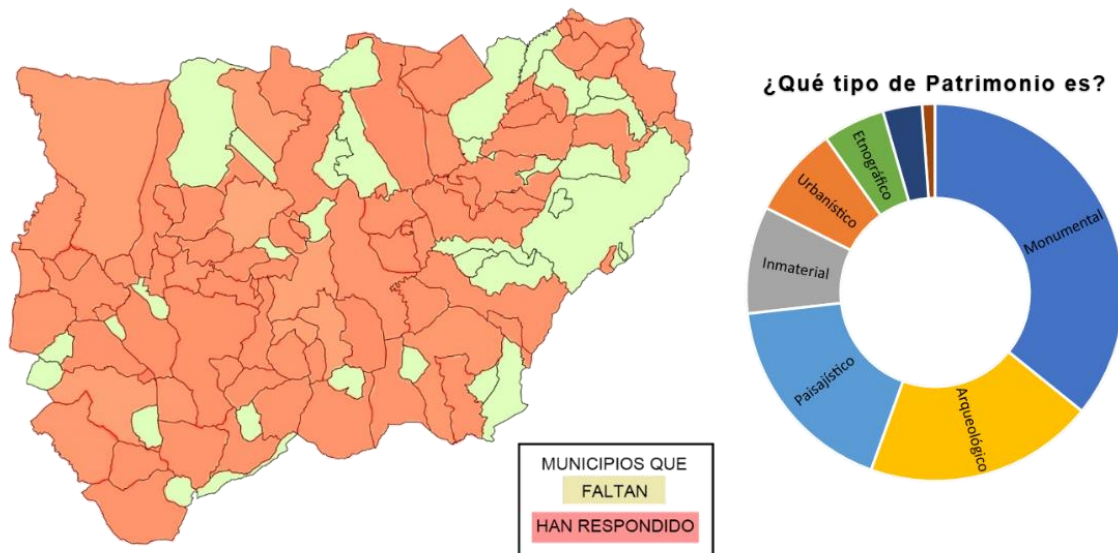 ¿Qué tipo de Patrimonio es?
Monumental
Arqueológico
Paisajístico
Inmaterial
Urbanístico
Etnográfico
MUNICIPIOS QUE
FALTAN
HAN RESPONDIDO